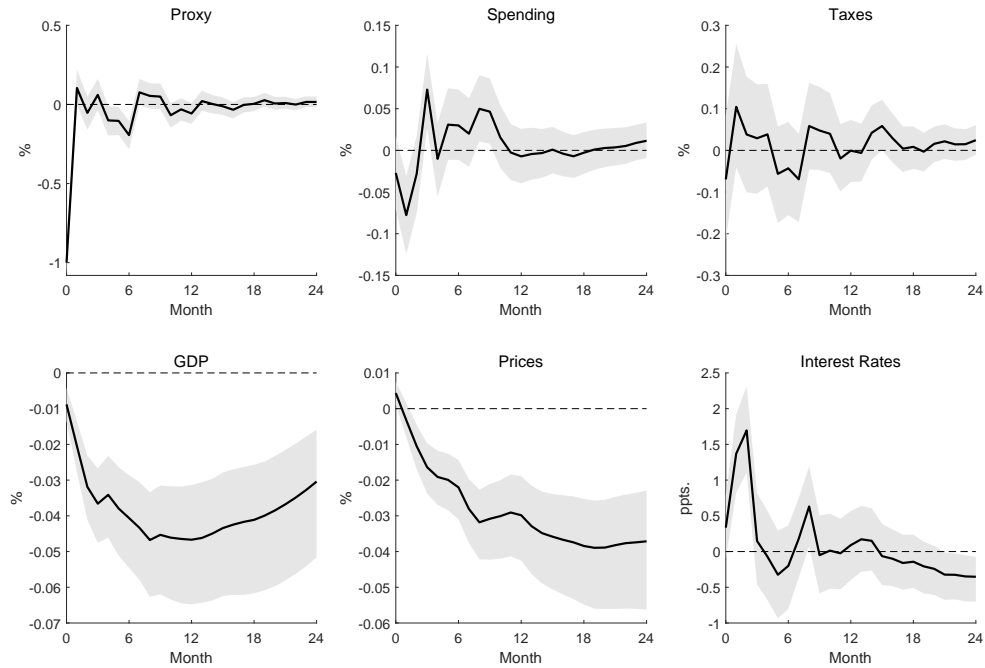 Proxy
0.5
0
-0.5
-1
%
0 6 12 18 24
Month
Spending
0.15
0.1
0.05
0
-0.05
-0.1
-0.15
%
0 6 12 18 24
Month
Taxes
0.3
0.2
0.1
0
-0.1
-0.2
-0.3
%
0 6 12 18 24
Month
GDP
0
-0.01
-0.02
-0.03
-0.04
-0.05
-0.06
-0.07
%
0 6 12 18 24
Month
Prices
0.01
0
-0.01
-0.02
-0.03
-0.04
-0.05
-0.06
%
0 6 12 18 24
Month
Interest Rates
2.5
2
1.5
1
0.5
0
-0.5
-1
ppts.
0 6 12 18 24
Month